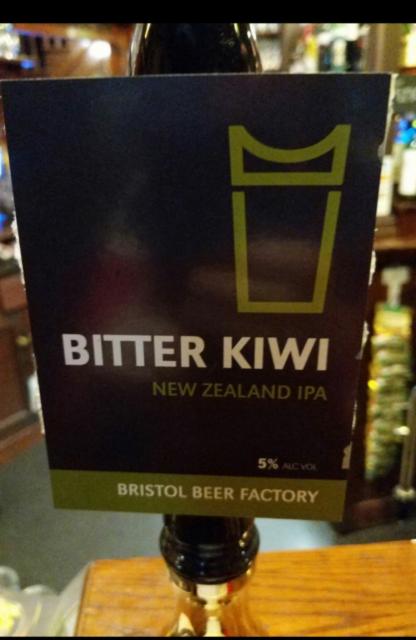 BITTER KIWI
NEW ZEALAND IPA
5% ALC VOL
BRISTOL BEER FACTORY